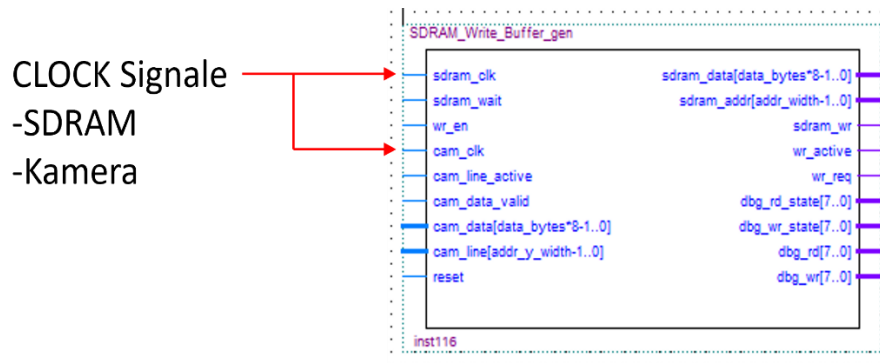 SDRAM_Write_Buffer_gen
CLOCK Signale
-SDRAM
-Kamera
sdram_clk
sdram_wait
wr_en
cam_clk
cam_line_active
cam_data_valid
cam_data[data_bytes*8-1..0]
cam_line[addr_y_width-1..0]
reset
sdram_data[data_bytes*8-1..0]
sdram_addr[addr_width-1..0]
sdram_wr
wr_active
wr_req
dbg_rd_state[7..0]
dbg_wr_state[7..0]
dbg_rd[7..0]
dbg_wr[7..0]
inst116